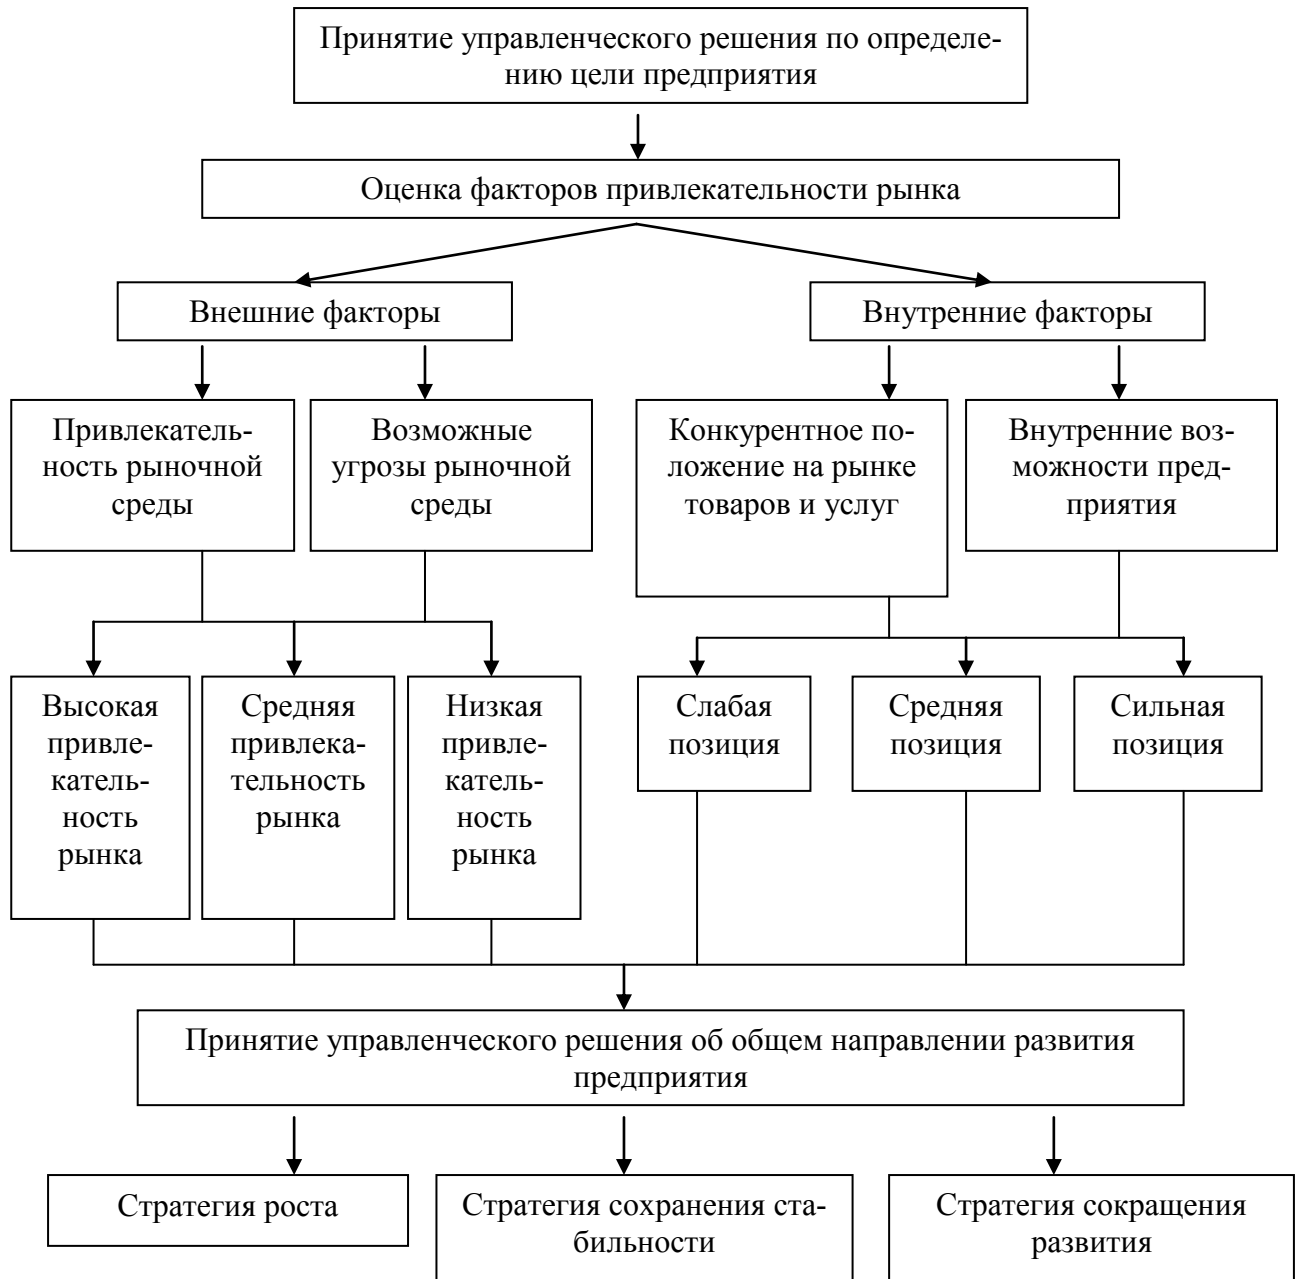 Принятие управленческого решения по определе-
нию цели предприятия
Оценка факторов привлекательности рынка
Внешние факторы
Внутренние факторы
Привлекатель-
ность рыночной
среды
Возможные
угрозы рыночной
среды
Конкурентное по-
ложение на рынке
товаров и услуг
Внутренние воз-
можности пред-
приятия
Высокая
привле-
катель-
ность
рынка
Средняя
привлека-
тельность
рынка
Низкая
привле-
катель-
ность
рынка
Слабая
позиция
Средняя
позиция
Сильная
позиция
Принятие управленческого решения об общем направлении развития
предприятия
Стратегия роста
Стратегия сохранения ста-
бильности
Стратегия сокращения
развития